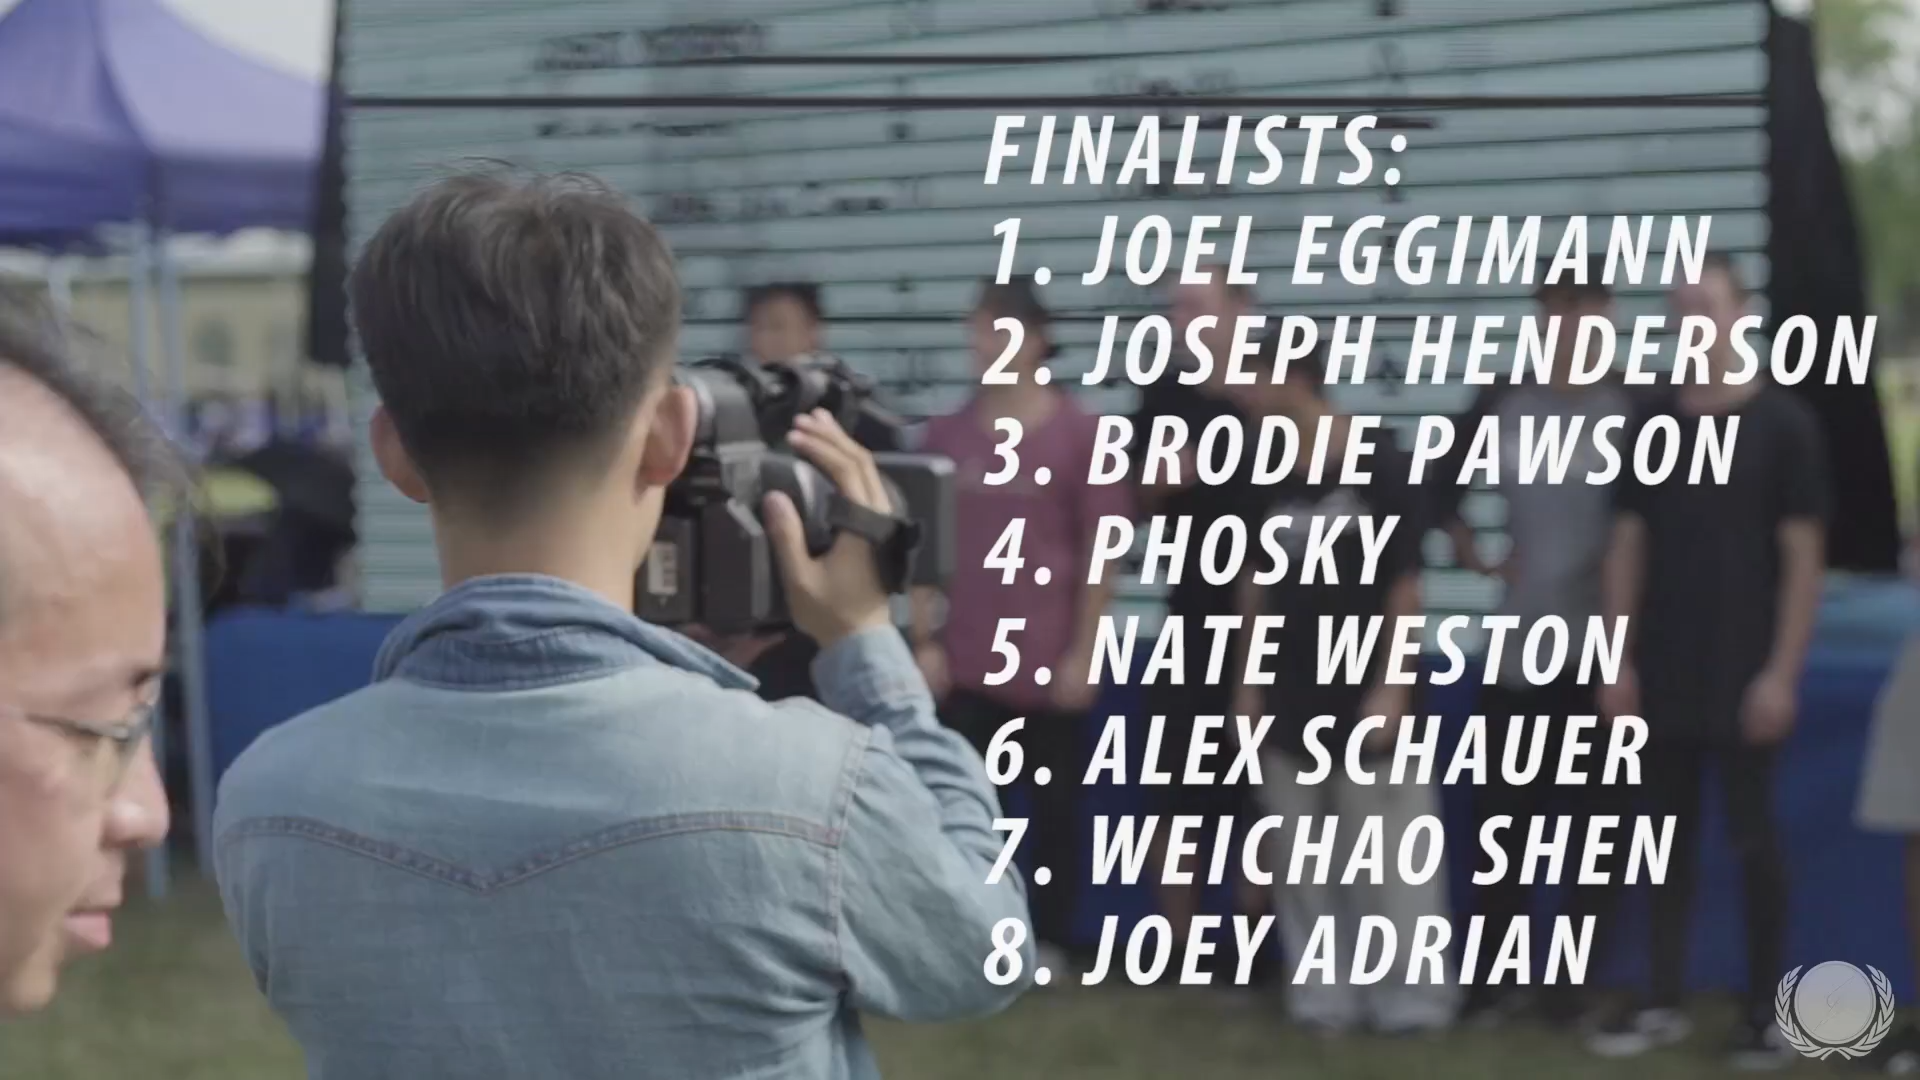 FINALISTS:
1. JOEL EGGIMANN
2. JOSEPH HENDERSON
3. BRODIE PAWSON
4. PHOSKY
5. NATE WESTON
6. ALEX SCHAUER
7. WEICHAO SHEN
8. JOEY ADRIAN